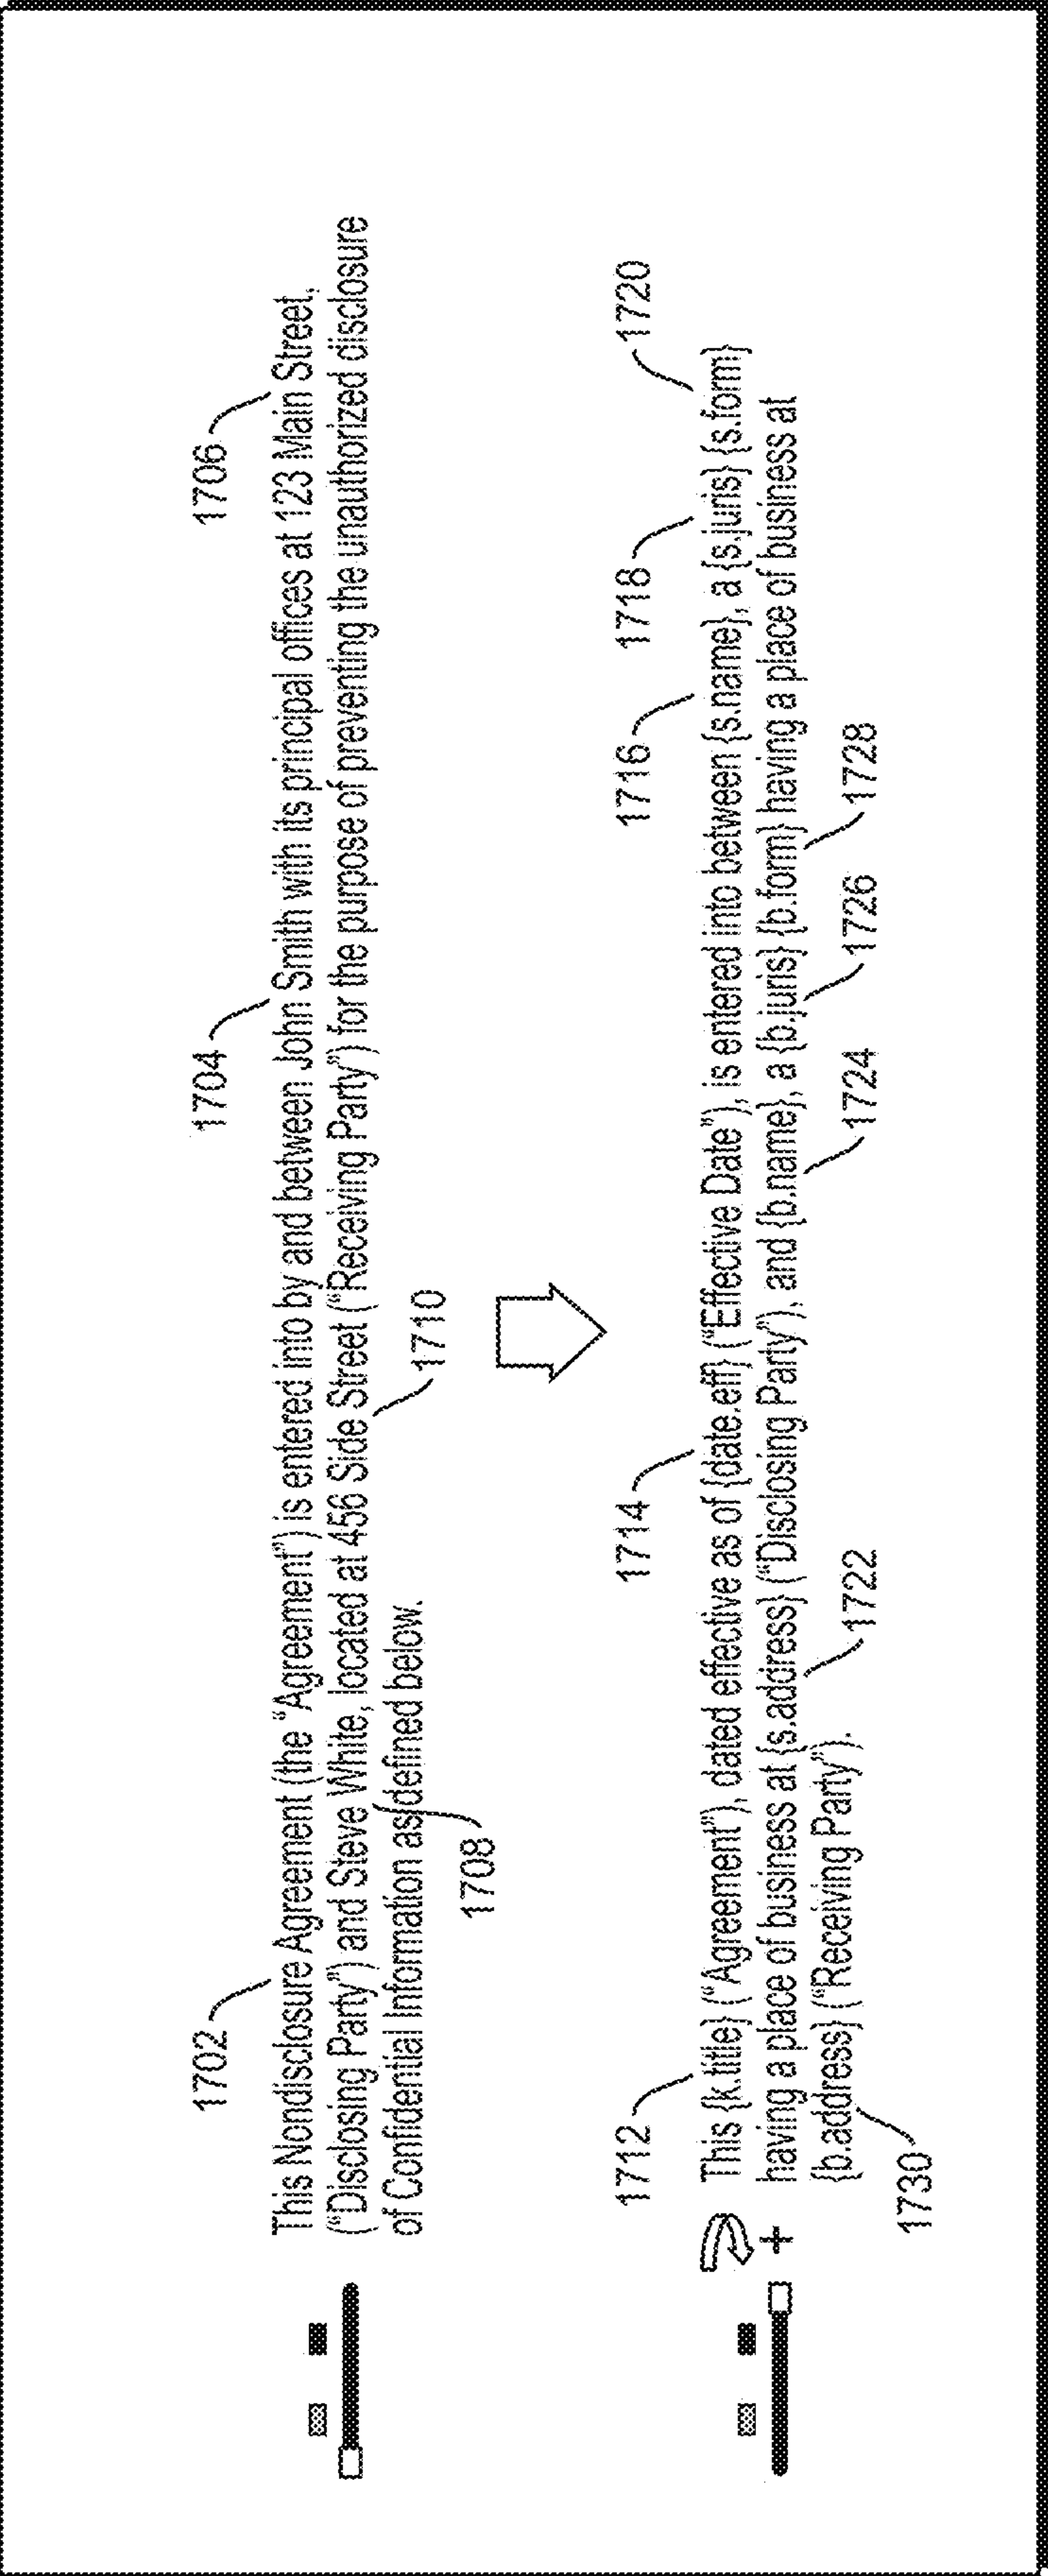 1702 1704 1706
This Nondisclosure Agreement (the “Agreement”) is entered into by and between John Smith with its principal offices at 123 Main Street,
(“Disclosing Party”) and Steve White, located at 456 Side Street (“Receiving Party”) for the purpose of preventing the unauthorized disclosure
of Confidential Information as defined below.
1708 1710
1712 1714 1716 1718 1720
This {k.title} (“Agreement”), dated effective as of {date.eff} (“Effective Date”), is entered into between {s.name}, a {s.juris} {s.form}
+ having a place of business at {s.address} (“Disclosing Party”), and {b.name}, a {b.juris} {b.form} having a place of business at
{b.address} (“Receiving Party”).
1722 1724 1726 1728
1730